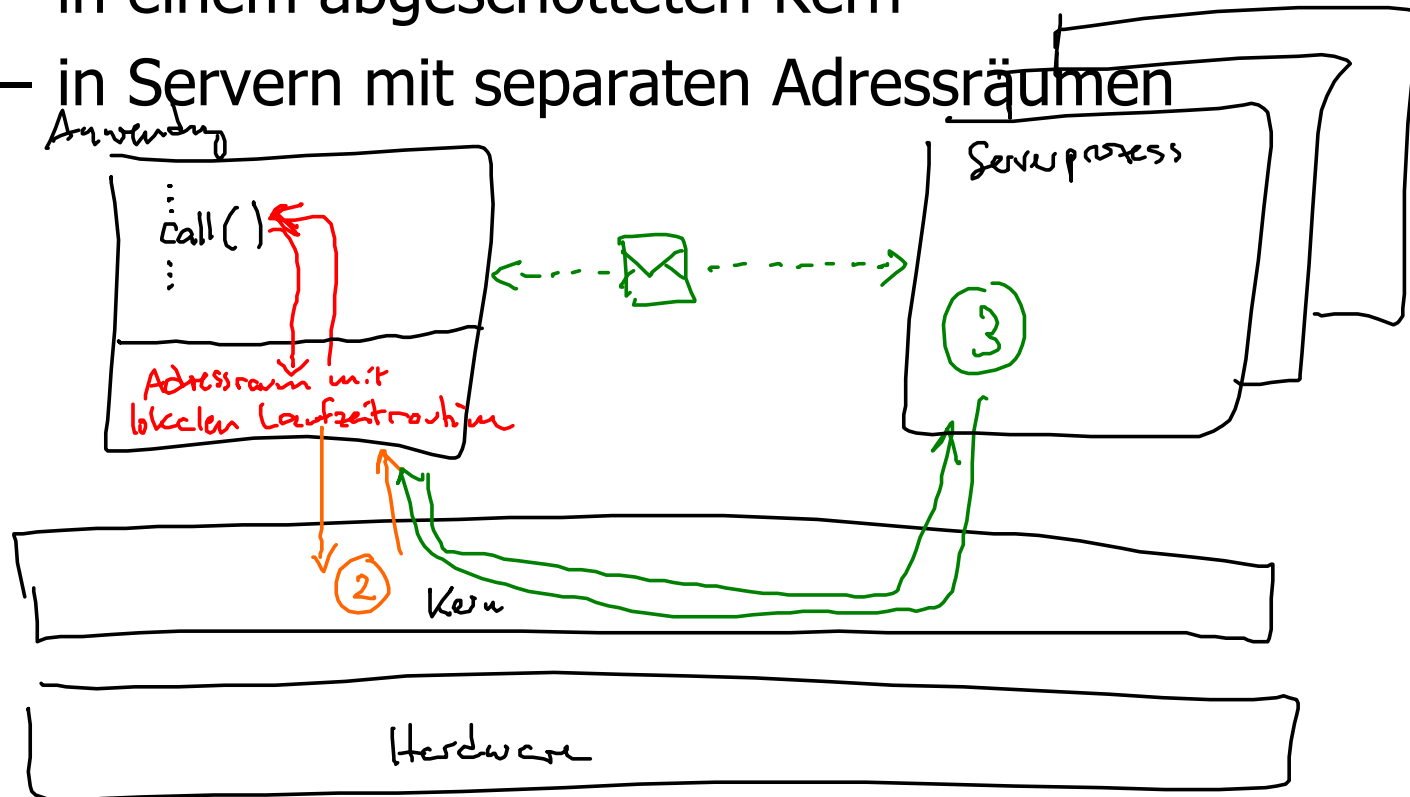 in einem abgeschotteten Kern
– in Servern mit separaten Adressräumen
Anwendung
Serverprozess
⋮
call()
⋮
3
Adressraum mit
lokalen Laufzeitroutinen
2
Kern
Hardware